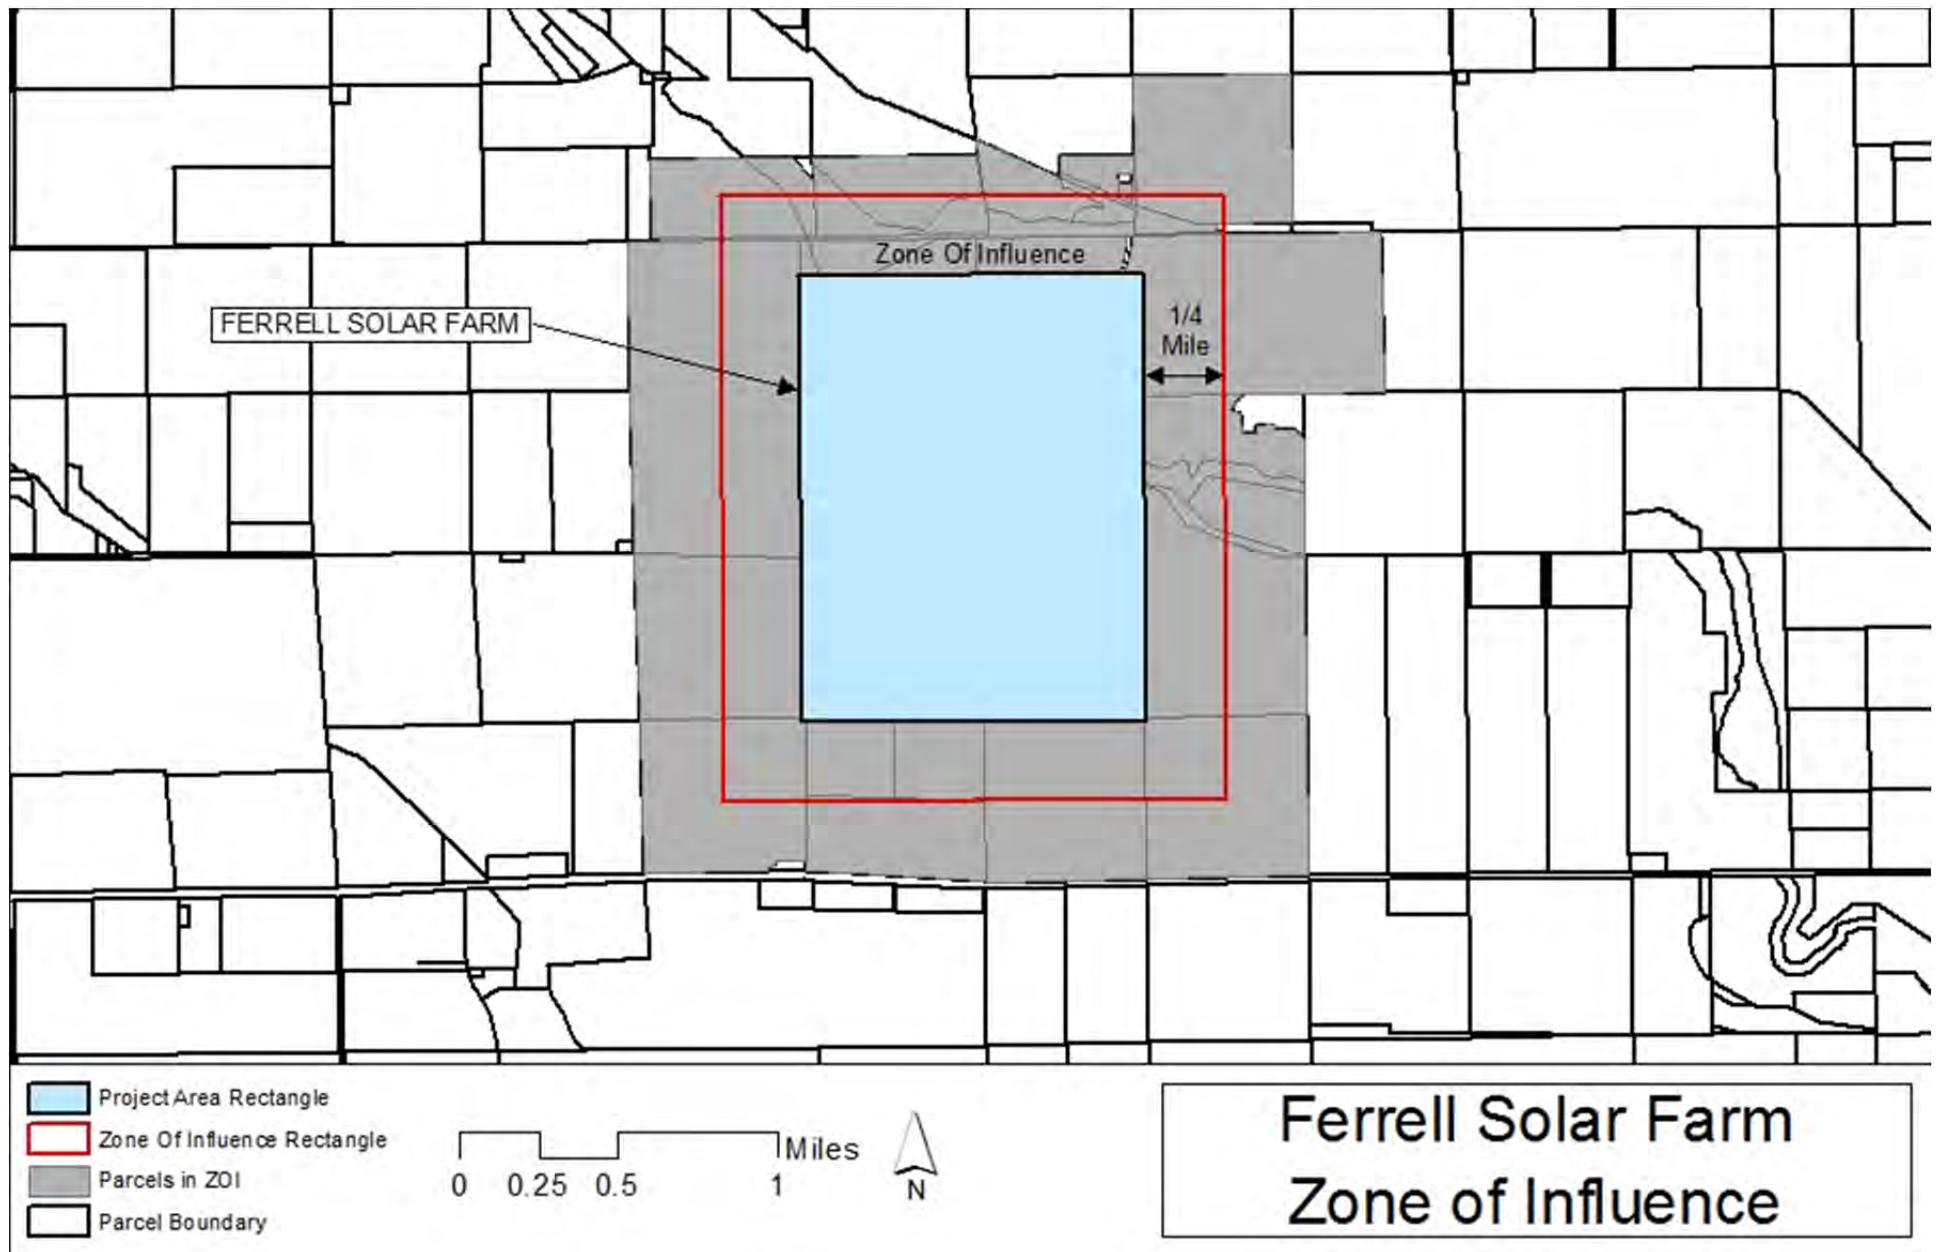 Zone Of Influence
FERRELL SOLAR FARM
1/4
Mile
Project Area Rectangle
Zone Of Influence Rectangle
Parcels in ZOI
Parcel Boundary
Miles
0 0.25 0.5 1
N
Ferrell Solar Farm
Zone of Influence